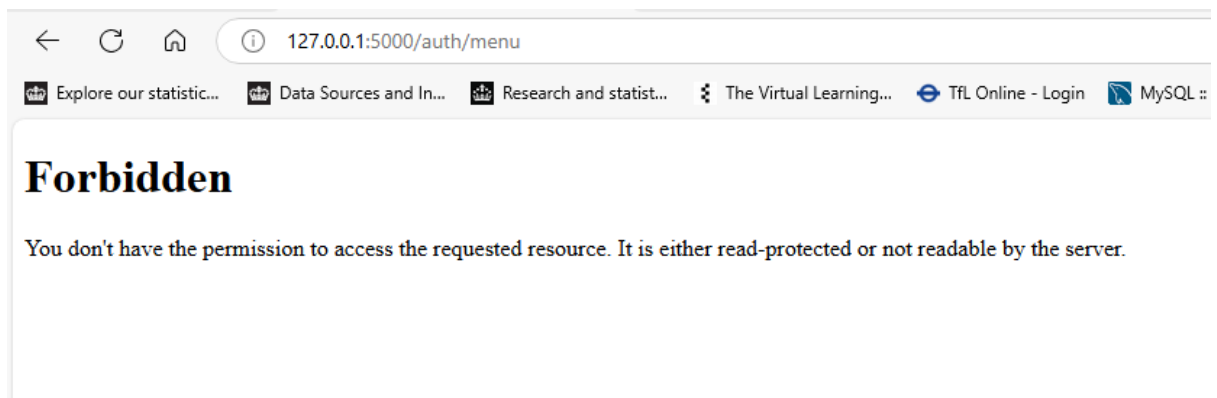 127.0.0.1:5000/auth/menu
Explore our statistic... Data Sources and In... Research and statist... The Virtual Learning... TfL Online - Login MySQL ::
Forbidden
You don't have the permission to access the requested resource. It is either read-protected or not readable by the server.